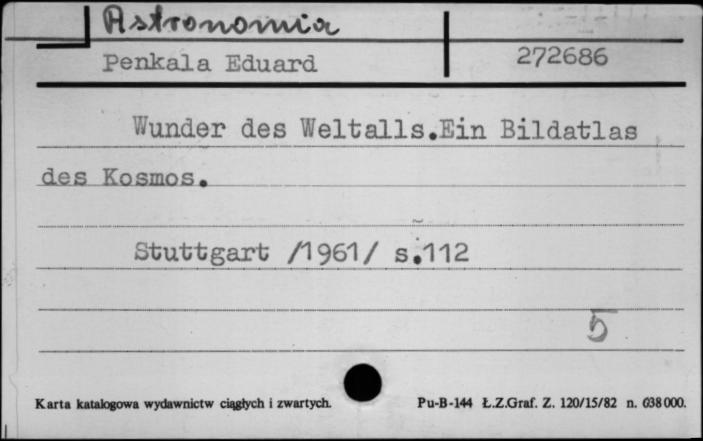 Astronomia
Penkala Eduard 272686
Wunder des Weltalls.Ein Bildatlas
des Kosmos.
Stuttgart /1961/ s.112
5
Karta katalogowa wydawnictw ciągłych i zwartych. Pu-B-144 Ł.Z.Graf. Z. 120/15/82 n. 638 000.